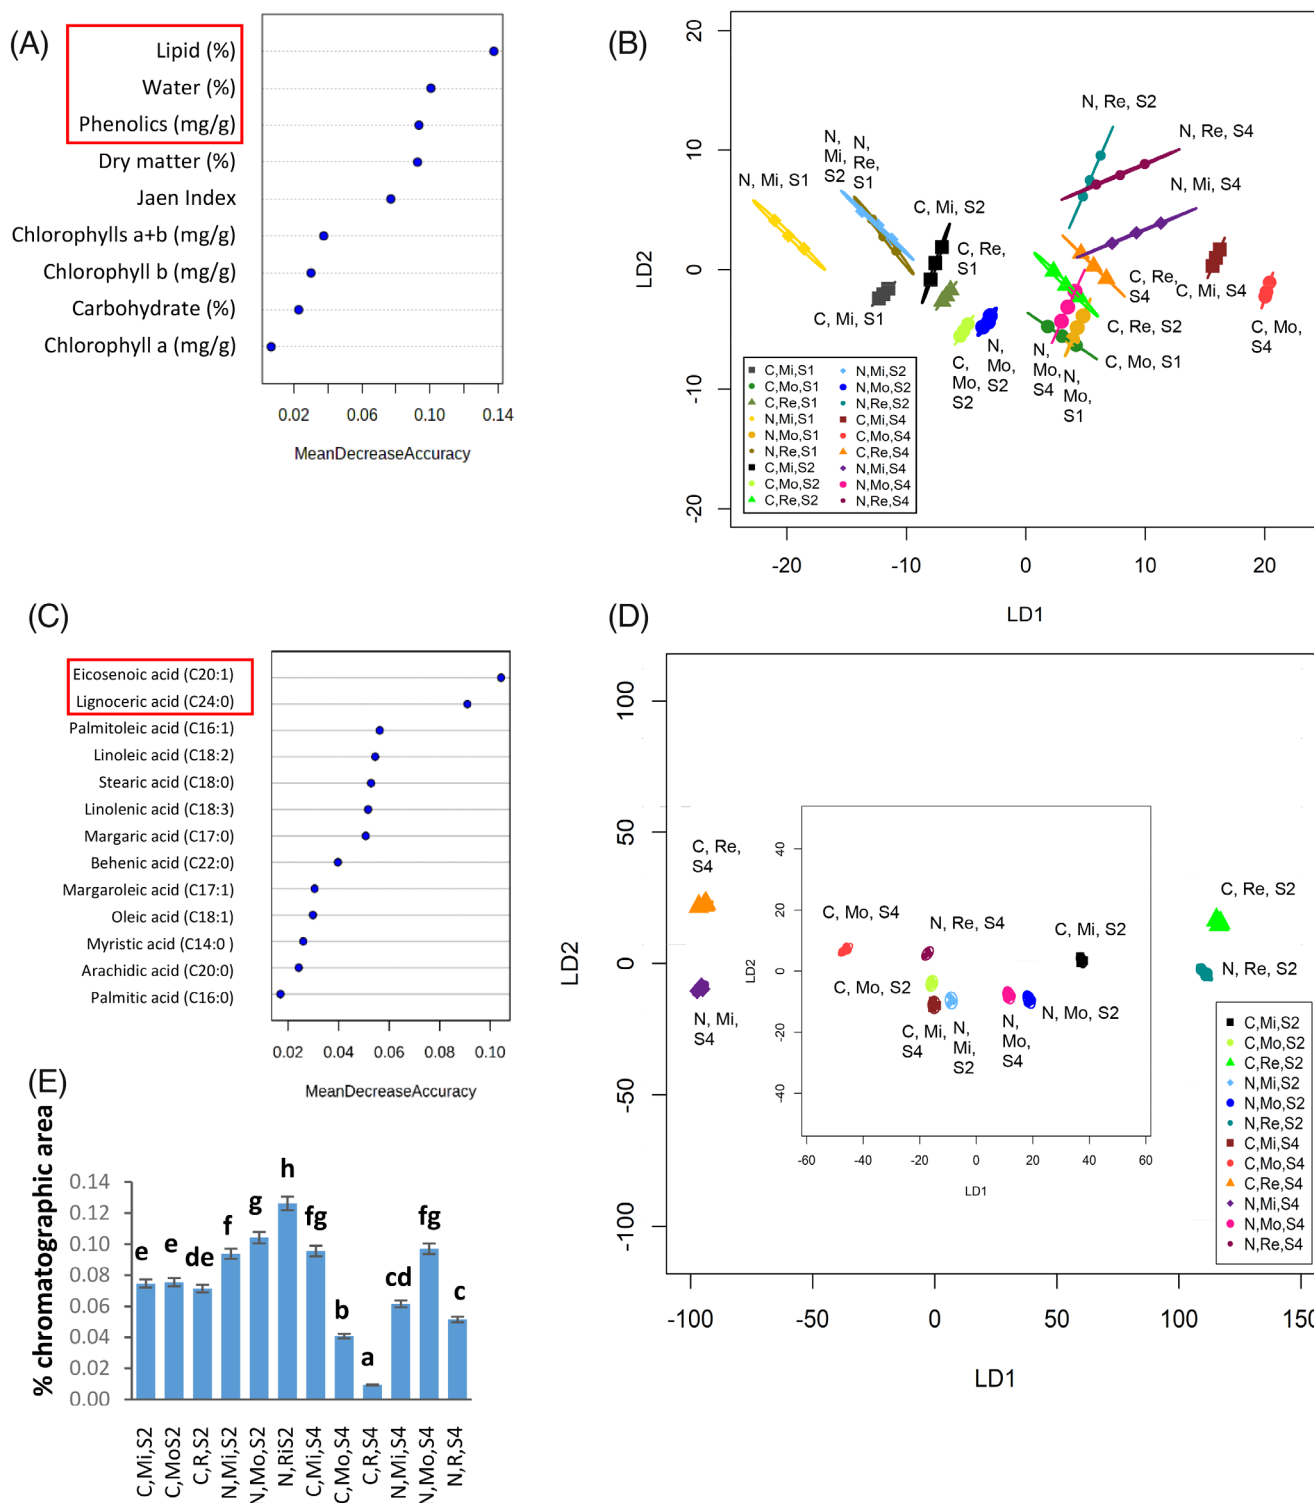 (A)
Lipid (%)
Water (%)
Phenolics (mg/g)
Dry matter (%)
Jaen Index
Chlorophylls a+b (mg/g)
Chlorophyll b (mg/g)
Carbohydrate (%)
Chlorophyll a (mg/g)
0.02
0.06
0.10
0.14
MeanDecreaseAccuracy
(B)
20
10
0
-10
-20
LD2
N, Re, S2
N, Re, S4
N, Mi, S4
N, Mi, S1
N,
Mi,
S2
N,
Re,
S1
C, Mi, S2
C, Re,
S1
C, Mi, S1
C,
Mo,
S2
N,
Mo,
S2
N,
Mo,
S4
N,
Mo,
S1
C, Re,
S4
C, Re, S2
C, Mo, S1
C, Mi, S4
C, Mo,
S4
C,Mi,S1
C,Mo,S1
C,Re,S1
N,Mi,S1
N,Mo,S1
N,Re,S1
C,Mi,S2
C,Mo,S2
C,Re,S2
N,Mi,S2
N,Mo,S2
N,Re,S2
C,Mi,S4
C,Mo,S4
C,Re,S4
N,Mi,S4
N,Mo,S4
N,Re,S4
-20
-10
0
10
20
LD1
(C)
Eicosenoic acid (C20:1)
Lignoceric acid (C24:0)
Palmitoleic acid (C16:1)
Linoleic acid (C18:2)
Stearic acid (C18:0)
Linolenic acid (C18:3)
Margaric acid (C17:0)
Behenic acid (C22:0)
Margaroleic acid (C17:1)
Oleic acid (C18:1)
Myristic acid (C14:0 )
Arachidic acid (C20:0)
Palmitic acid (C16:0)
0.02
0.04
0.06
0.08
0.10
MeanDecreaseAccuracy
(D)
100
50
0
-50
-100
LD2
C, Re,
S4
N, Mi,
S4
C, Re, S2
N, Re, S2
40
20
0
-20
-40
LD2
C, Mo, S4
N, Re, S4
C, Mi, S2
C, Mo, S2
C, Mi,
S4
N,
Mi,
S2
N,
Mo,
S4
N, Mo, S2
-60
-40
-20
0
20
40
60
LD1
C,Mi,S2
C,Mo,S2
C,Re,S2
N,Mi,S2
N,Mo,S2
N,Re,S2
C,Mi,S4
C,Mo,S4
C,Re,S4
N,Mi,S4
N,Mo,S4
N,Re,S4
-100
-50
0
50
100
LD1
(E)
% chromatographic area
0.14
0.12
0.10
0.08
0.06
0.04
0.02
0.00
e
e
de
f
g
h
fg
b
a
cd
fg
c
C,Mi,S2
C,MoS2
C,R,S2
N,Mi,S2
N,Mo,S2
N,RiS2
C,Mi,S4
C,Mo,S4
C,R,S4
N,Mi,S4
N,Mo,S4
N,R,S4